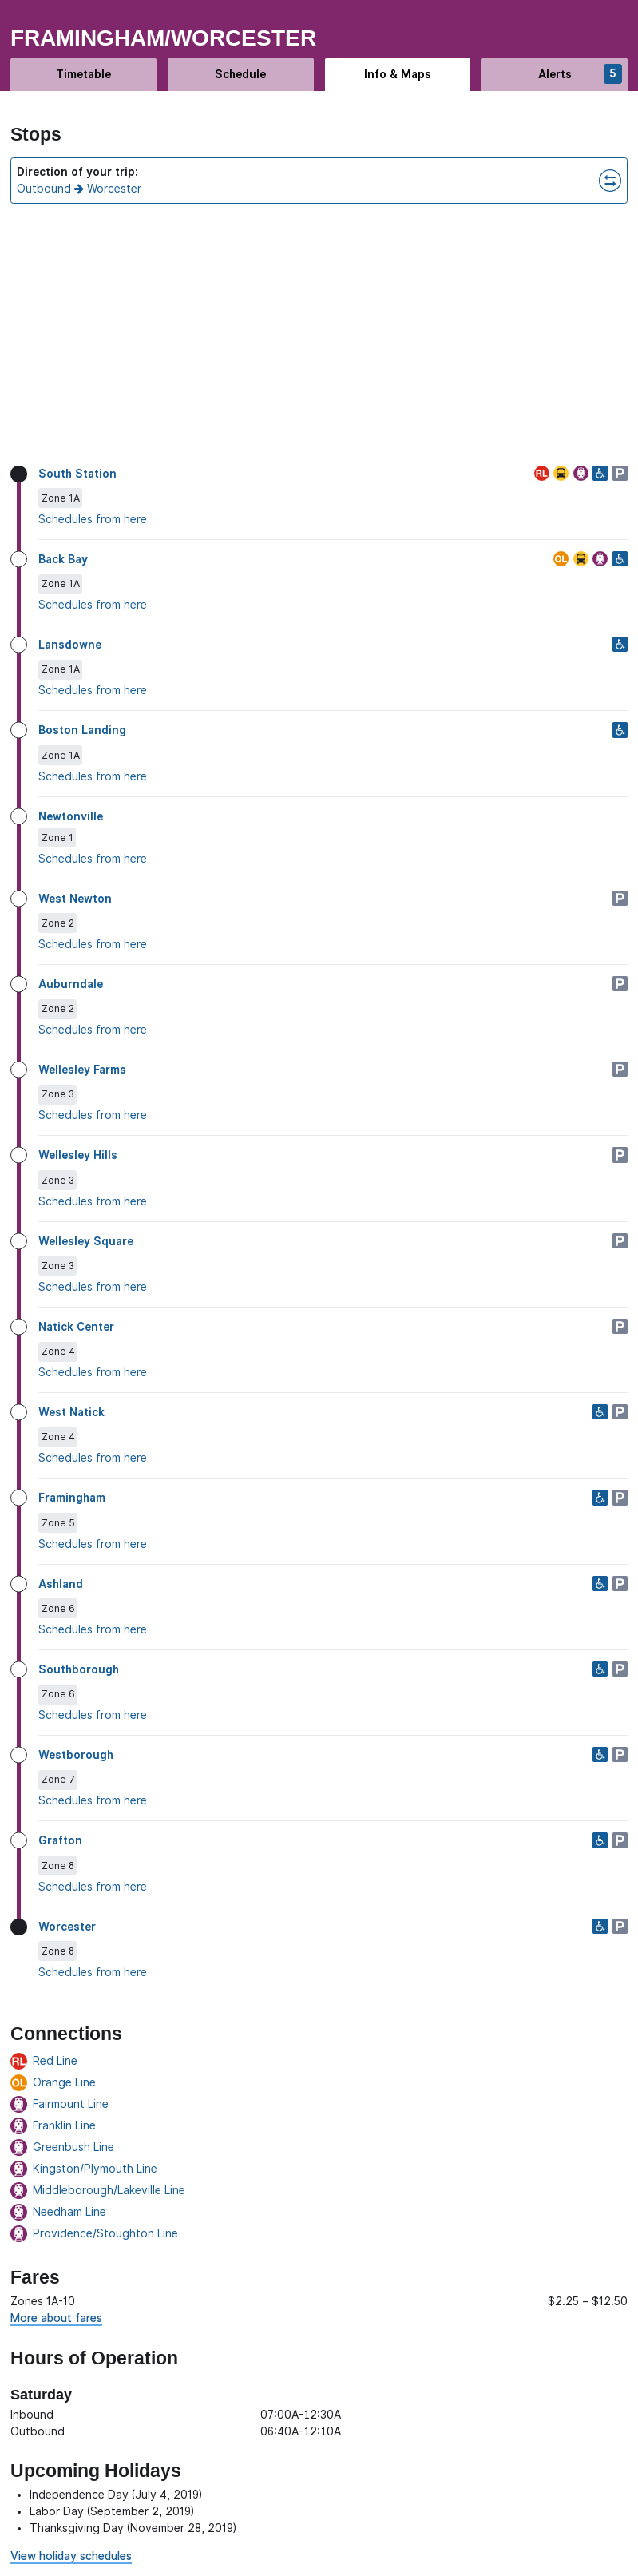 FRAMINGHAM/WORCESTER
Timetable
Schedule
Info & Maps
Alerts
5
Stops
Direction of your trip:
Outbound → Worcester
South Station
RL
P
Zone 1A
Schedules from here
Back Bay
OL
Zone 1A
Schedules from here
Lansdowne
Zone 1A
Schedules from here
Boston Landing
Zone 1A
Schedules from here
Newtonville
Zone 1
Schedules from here
West Newton
P
Zone 2
Schedules from here
Auburndale
P
Zone 2
Schedules from here
Wellesley Farms
P
Zone 3
Schedules from here
Wellesley Hills
P
Zone 3
Schedules from here
Wellesley Square
P
Zone 3
Schedules from here
Natick Center
P
Zone 4
Schedules from here
West Natick
P
Zone 4
Schedules from here
Framingham
P
Zone 5
Schedules from here
Ashland
P
Zone 6
Schedules from here
Southborough
P
Zone 6
Schedules from here
Westborough
P
Zone 7
Schedules from here
Grafton
P
Zone 8
Schedules from here
Worcester
P
Zone 8
Schedules from here
Connections
RL Red Line
OL Orange Line
Fairmount Line
Franklin Line
Greenbush Line
Kingston/Plymouth Line
Middleborough/Lakeville Line
Needham Line
Providence/Stoughton Line
Fares
Zones 1A-10 $2.25 – $12.50
More about fares
Hours of Operation
Saturday
Inbound 07:00A-12:30A
Outbound 06:40A-12:10A
Upcoming Holidays
• Independence Day (July 4, 2019)
• Labor Day (September 2, 2019)
• Thanksgiving Day (November 28, 2019)
View holiday schedules